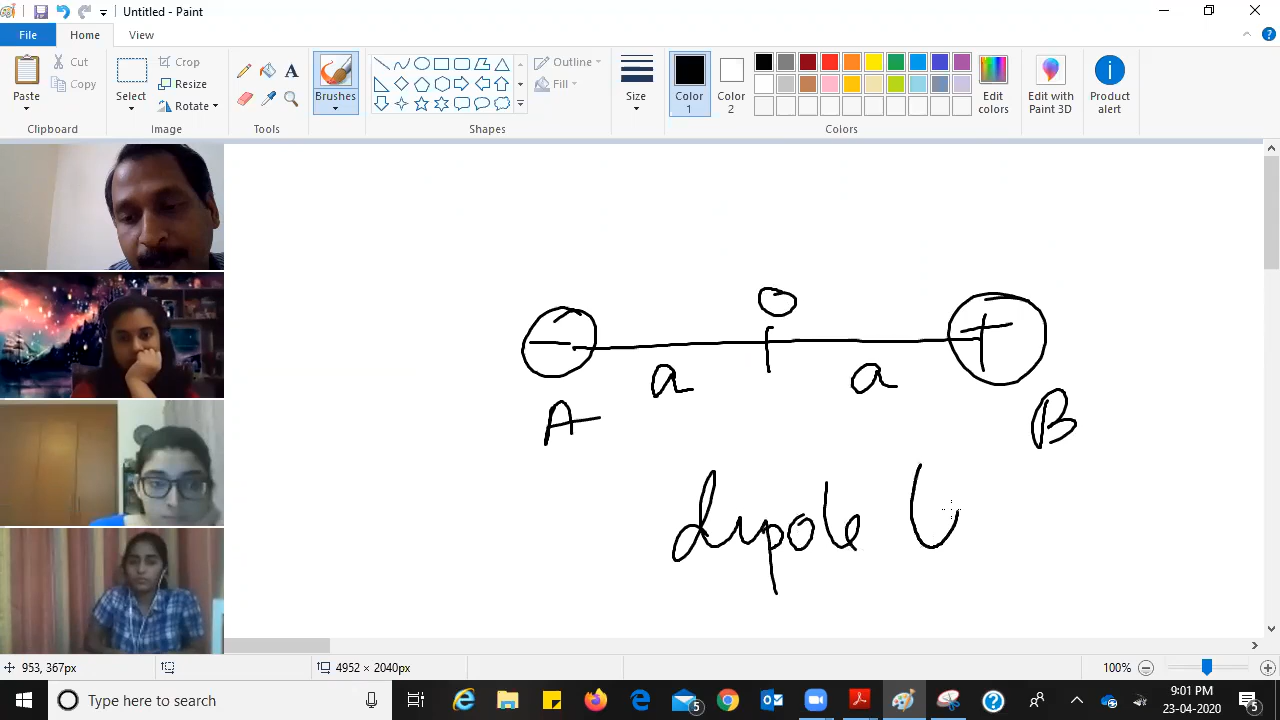 Untitled - Paint
File Home View
Paste Cut Copy Clipboard
Select Crop Resize Rotate Image
A Tools
Brushes
Outline Fill Shapes
Size
Color 1 Color 2 Edit colors Colors
Edit with Paint 3D
Product alert
O
a a
A B
dipole
953, 367px 4952 × 2040px 100%
Type here to search 5 9:01 PM 23-04-2020 5